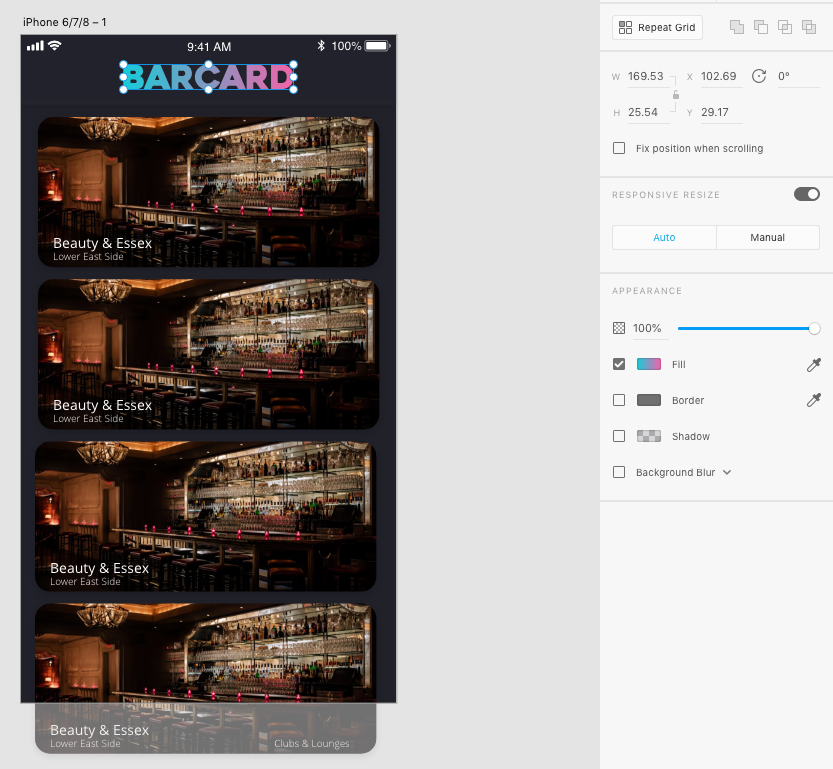 iPhone 6/7/8 – 1
9:41 AM
100%
BARCARD
Beauty & Essex
Lower East Side
Beauty & Essex
Lower East Side
Beauty & Essex
Lower East Side
Beauty & Essex
Lower East Side
Clubs & Lounges
Repeat Grid
W 169.53 X 102.69 0°
H 25.54 Y 29.17
Fix position when scrolling
RESPONSIVE RESIZE
Auto Manual
APPEARANCE
100%
Fill
Border
Shadow
Background Blur